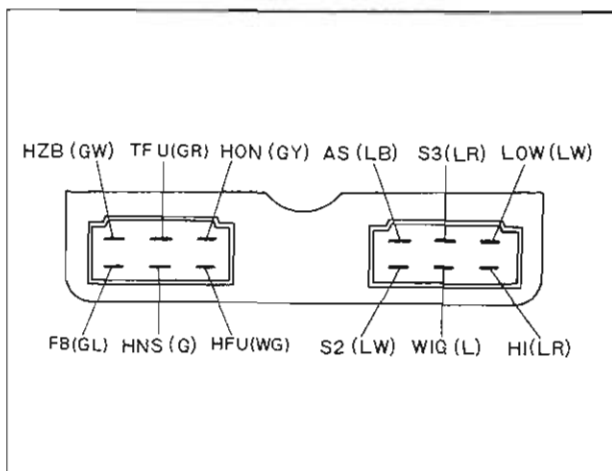 HZB (GW) TFU(GR) HON (GY) AS (LB) S3(LR) LOW (LW)
FB(GL) HNS (G) HFU(WG) S2 (LW) WIG (L) HI(LR)